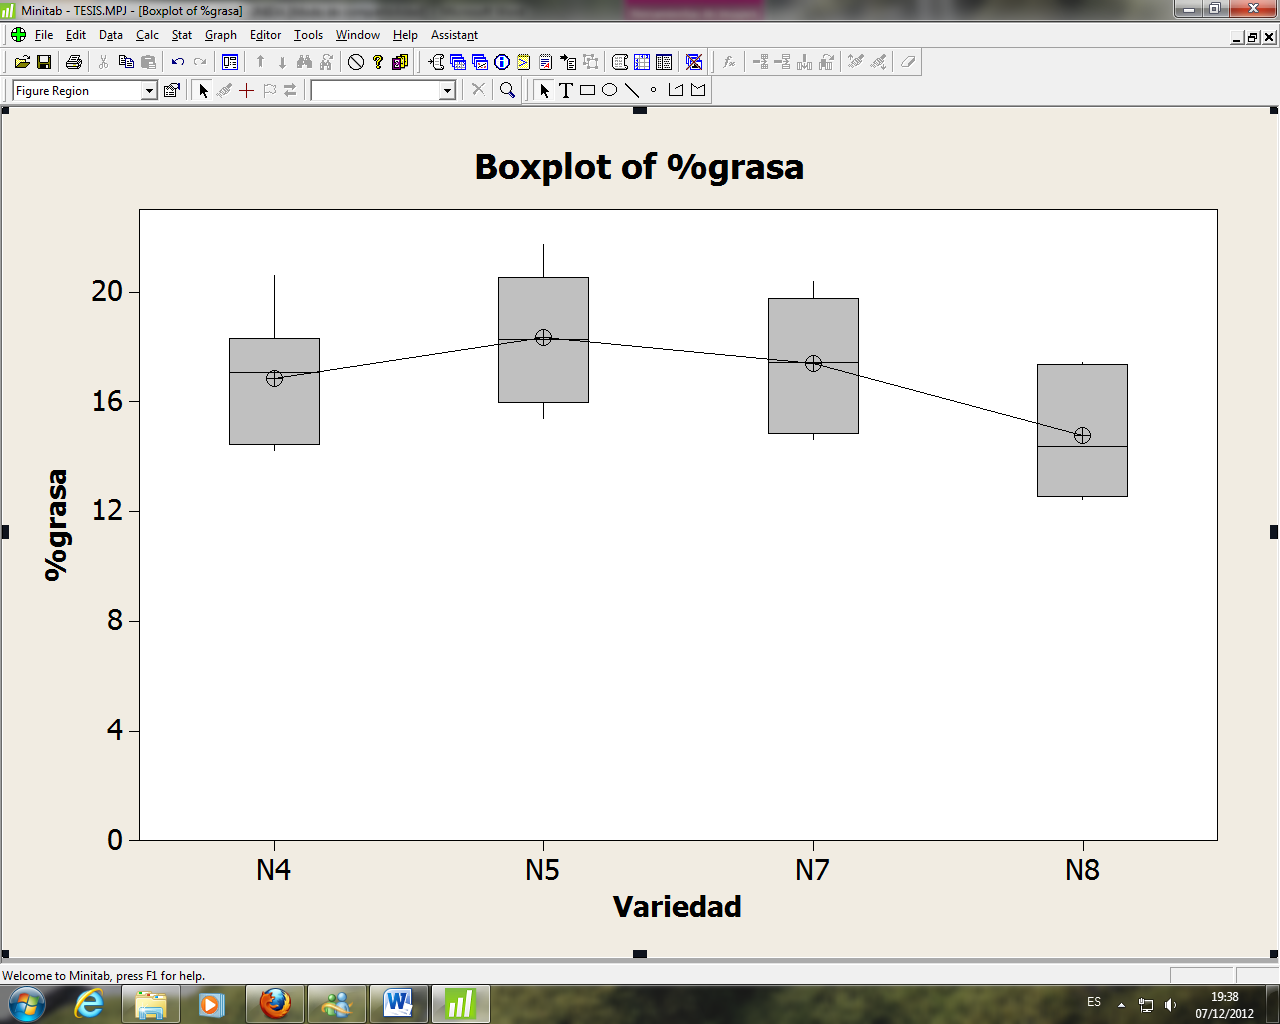 Minitab - TESIS.MPJ - [Boxplot of %grasa]
File Edit Data Calc Stat Graph Editor Tools Window Help Assistant
Figure Region
Boxplot of %grasa
20
16
12
8
4
0
%grasa
N4 N5 N7 N8
Variedad
Welcome to Minitab, press F1 for help.
ES
19:38
07/12/2012